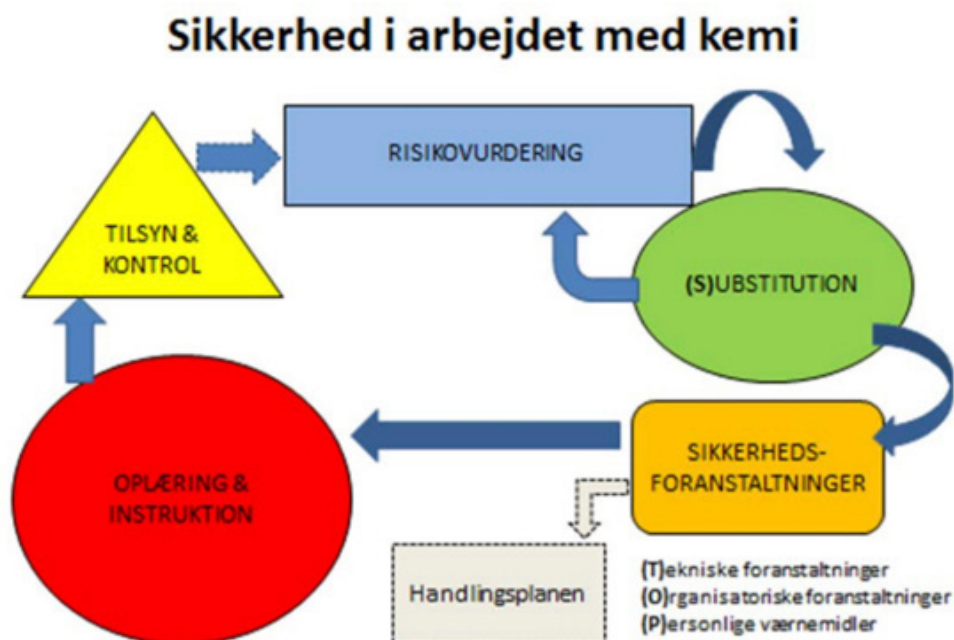 Sikkerhed i arbejdet med kemi
RISIKOVURDERING
TILSYN &
KONTROL
(S)UBSTITUTION
SIKKERHEDS-
FORANSTALTNINGER
OPLÆRING &
INSTRUKTION
Handlingsplanen
(T)ekniske foranstaltninger
(O)rganisatoriske foranstaltninger
(P)ersonlige værnemidler